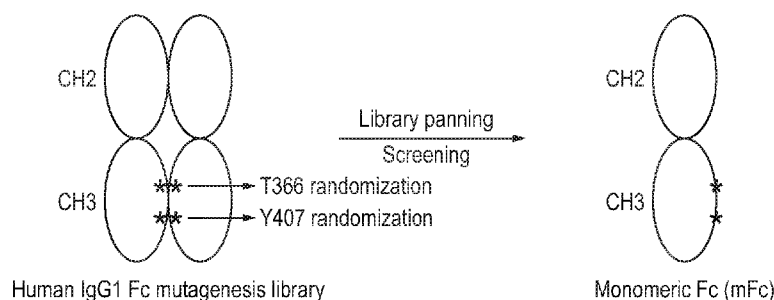 CH2
CH2
Library panning
Screening
CH3
** → T366 randomization
** → Y407 randomization
CH3
*
*
Human IgG1 Fc mutagenesis library
Monomeric Fc (mFc)